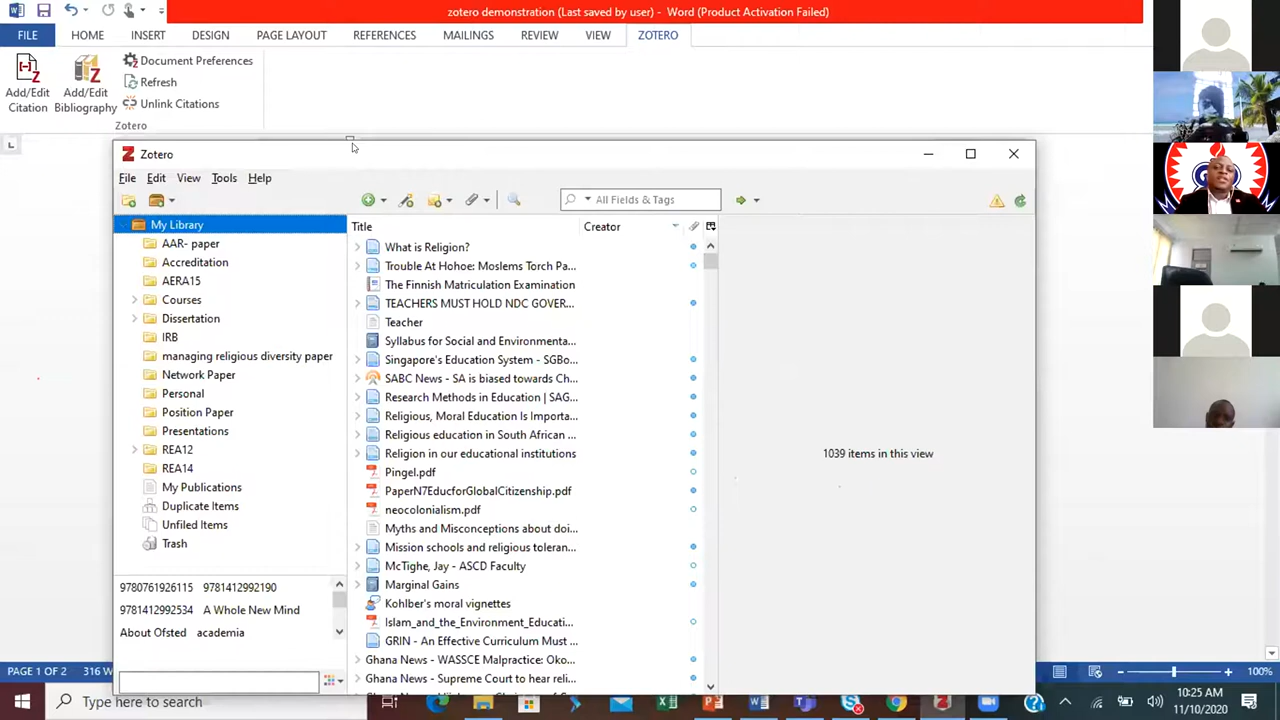 zotero demonstration (Last saved by user) - Word (Product Activation Failed)
FILE HOME INSERT DESIGN PAGE LAYOUT REFERENCES MAILINGS REVIEW VIEW ZOTERO
Add/Edit Citation
Add/Edit Bibliography
Document Preferences
Refresh
Unlink Citations
Zotero
Zotero
File Edit View Tools Help
All Fields & Tags
My Library
AAR- paper
Accreditation
AERA15
Courses
Dissertation
IRB
managing religious diversity paper
Network Paper
Personal
Position Paper
Presentations
REA12
REA14
My Publications
Duplicate Items
Unfiled Items
Trash
9780761926115 9781412992190
9781412992534 A Whole New Mind
About Ofsted academia
Title Creator
What is Religion?
Trouble At Hohoe: Moslems Torch Pa...
The Finnish Matriculation Examination
TEACHERS MUST HOLD NDC GOVER...
Teacher
Syllabus for Social and Environmenta...
Singapore's Education System - SGBo...
SABC News - SA is biased towards Ch...
Research Methods in Education | SAG...
Religious, Moral Education Is Importa...
Religious education in South African ...
Religion in our educational institutions
Pingel.pdf
PaperN7EducforGlobalCitizenship.pdf
neocolonialism.pdf
Myths and Misconceptions about doi...
Mission schools and religious toleran...
McTighe, Jay - ASCD Faculty
Marginal Gains
Kohlber's moral vignettes
Islam_and_the_Environment_Educati...
GRIN - An Effective Curriculum Must ...
Ghana News - WASSCE Malpractice: Oko...
Ghana News - Supreme Court to hear reli...
1039 items in this view
PAGE 1 OF 2 316 W
100%
Type here to search
10:25 AM
11/10/2020